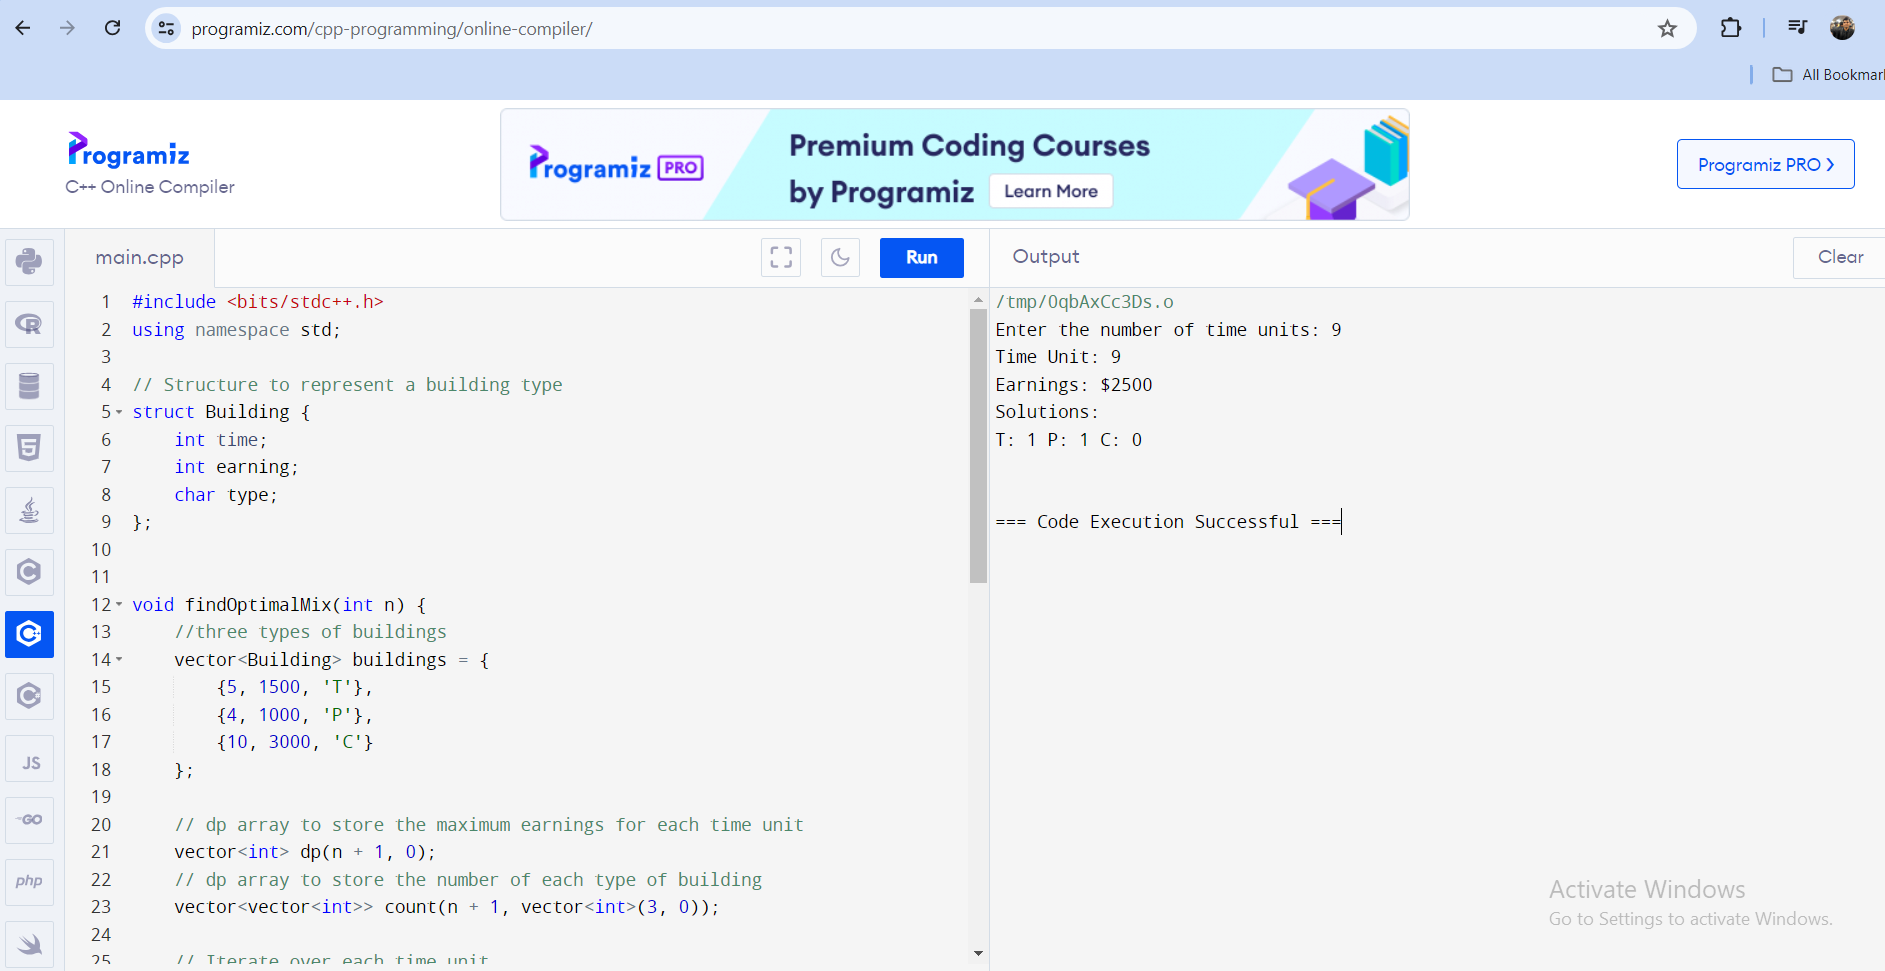 programiz.com/cpp-programming/online-compiler/
All Bookmar
Programiz
C++ Online Compiler
Programiz PRO
Premium Coding Courses
by Programiz
Learn More
Programiz PRO
main.cpp
Run
Output
Clear
1 #include <bits/stdc++.h>
2 using namespace std;
3
4 // Structure to represent a building type
5 struct Building {
6 int time;
7 int earning;
8 char type;
9 };
10
11
12 void findOptimalMix(int n) {
13 //three types of buildings
14 vector<Building> buildings = {
15 {5, 1500, 'T'},
16 {4, 1000, 'P'},
17 {10, 3000, 'C'}
18 };
19
20 // dp array to store the maximum earnings for each time unit
21 vector<int> dp(n + 1, 0);
22 // dp array to store the number of each type of building
23 vector<vector<int>> count(n + 1, vector<int>(3, 0));
24
25 // Iterate over each time unit
/tmp/0qbAxCc3Ds.o
Enter the number of time units: 9
Time Unit: 9
Earnings: $2500
Solutions:
T: 1 P: 1 C: 0
=== Code Execution Successful ===
R
5
C
C
C
JS
GO
php
Activate Windows
Go to Settings to activate Windows.